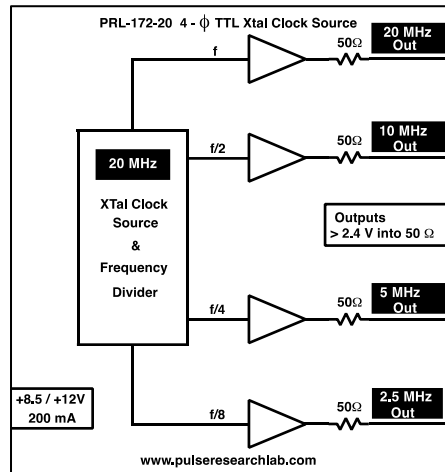 PRL-172-20 4 - ϕ TTL Xtal Clock Source
f
50Ω
20 MHz
Out
f/2
50Ω
10 MHz
Out
20 MHz
XTal Clock
Source
&
Frequency
Divider
Outputs
> 2.4 V into 50 Ω
f/4
50Ω
5 MHz
Out
+8.5 / +12V
200 mA
f/8
50Ω
2.5 MHz
Out
www.pulseresearchlab.com